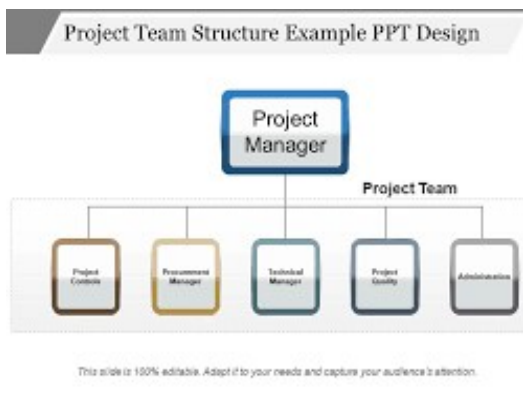 Project Team Structure Example PPT Design
Project
Manager
Project Team
Project
Controls
Procurement
Manager
Technical
Manager
Project
Quality
Administration
This slide is 100% editable. Adapt it to your needs and capture your audience's attention.